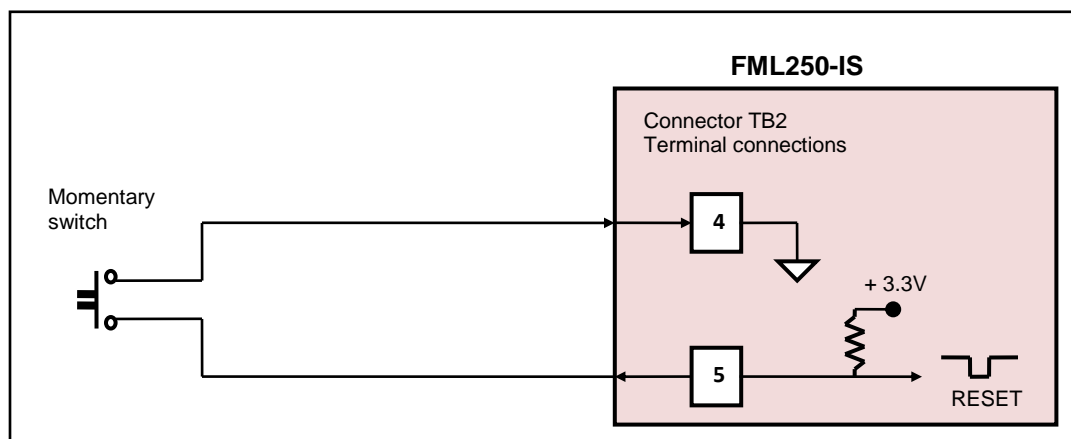 FML250-IS
Connector TB2
Terminal connections
Momentary
switch
4
+ 3.3V
5
RESET